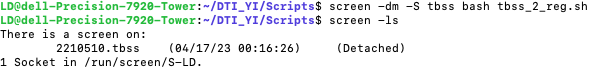 LD@dell-Precision-7920-Tower:~/DTI_YI/Scripts$ screen -dm -S tbss bash tbss_2_reg.sh
LD@dell-Precision-7920-Tower:~/DTI_YI/Scripts$ screen -ls
There is a screen on:
2210510.tbss (04/17/23 00:16:26) (Detached)
1 Socket in /run/screen/S-LD.